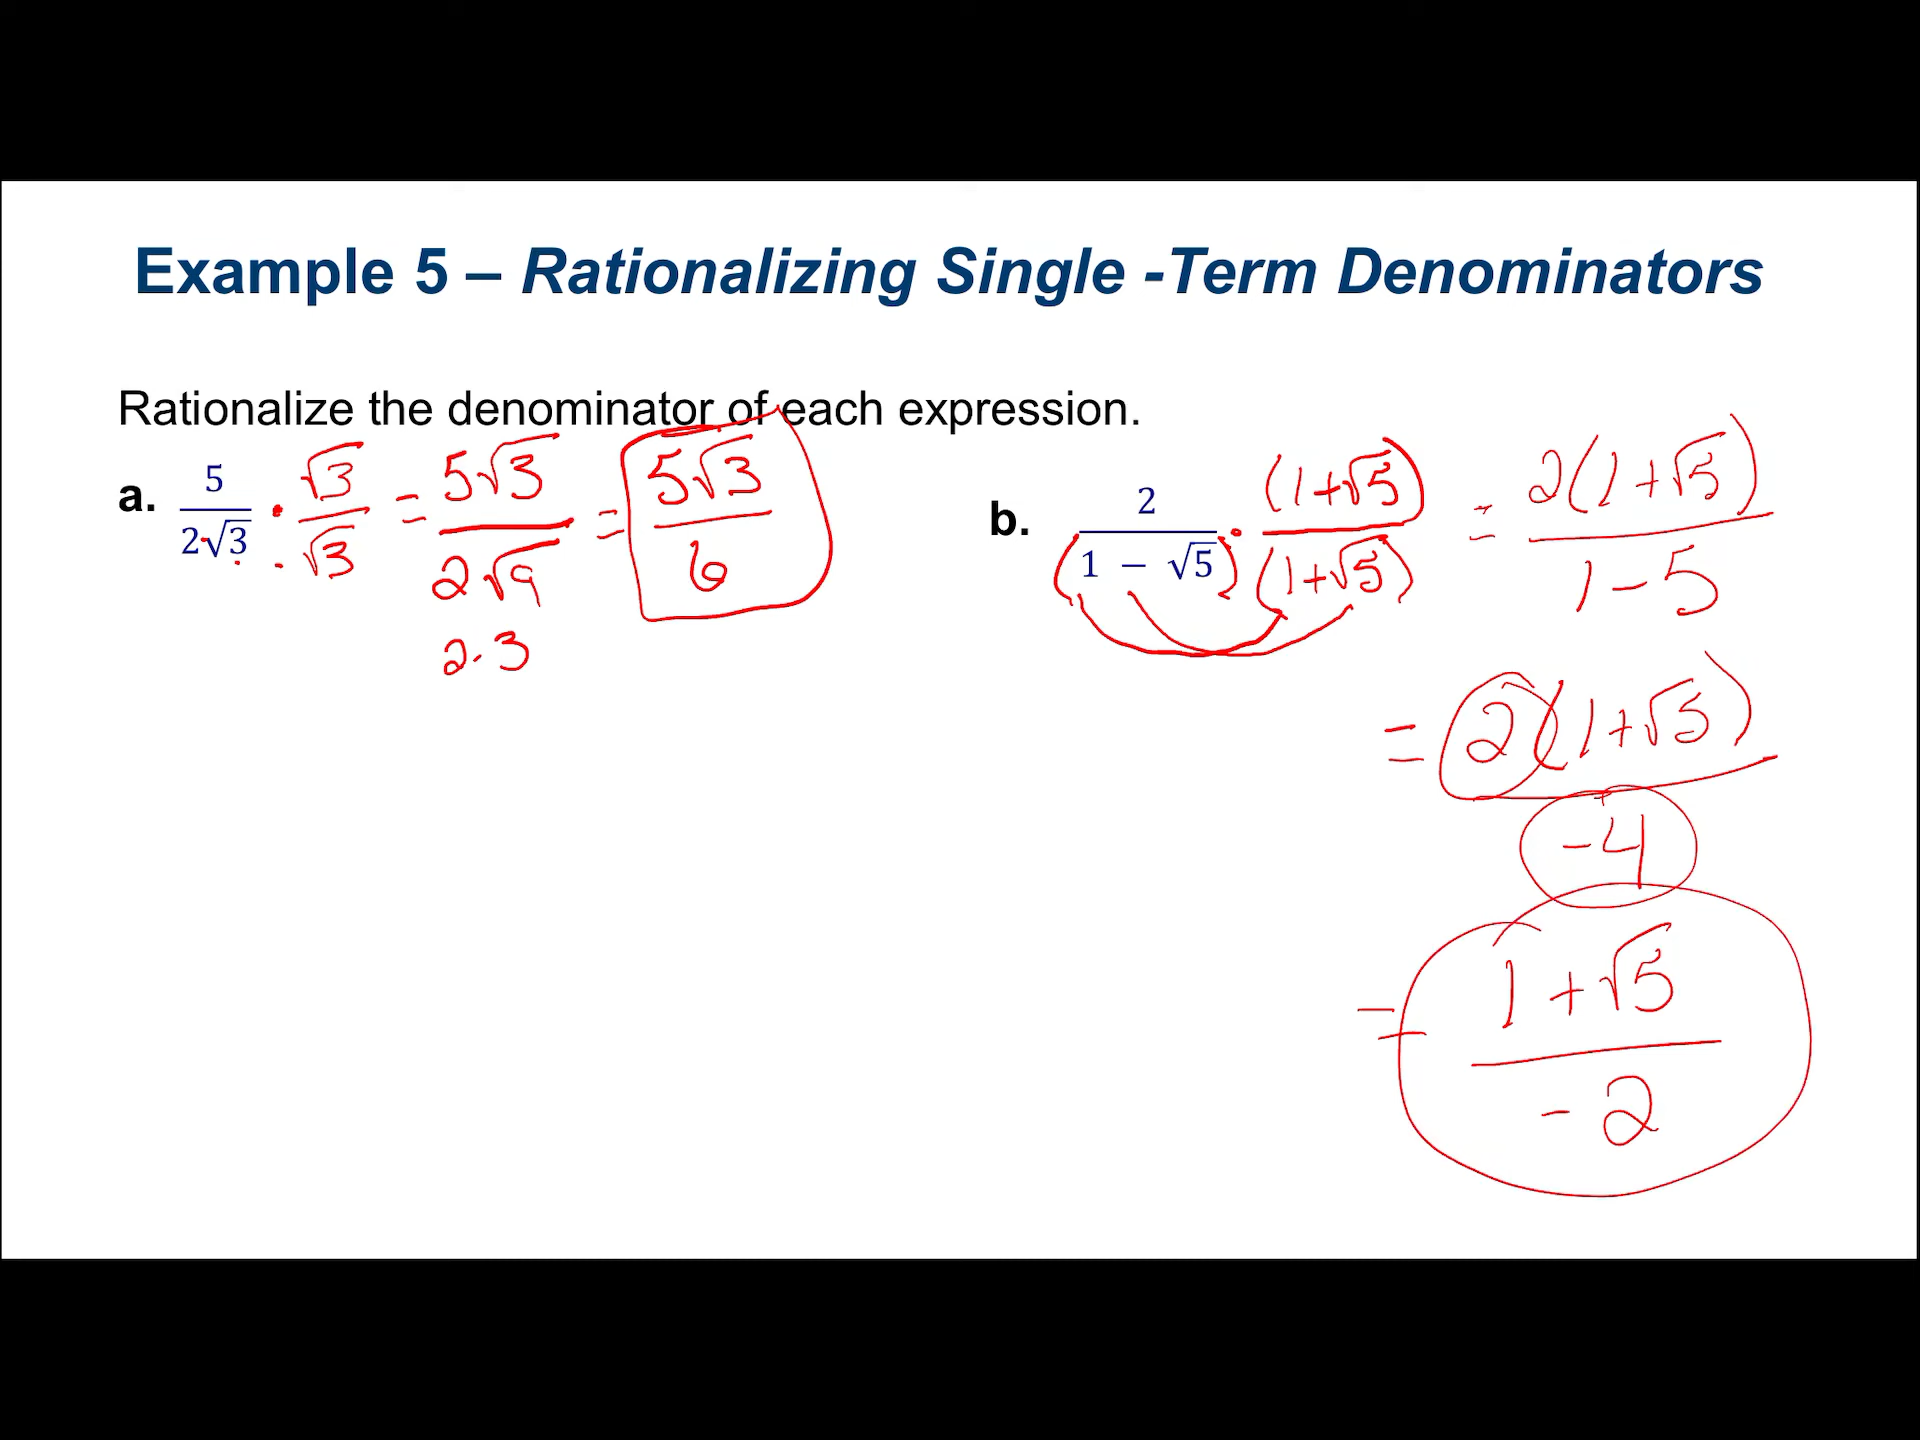 Example 5 – Rationalizing Single -Term Denominators
Rationalize the denominator of each expression.
a. 5/(2√3) · √3/√3 = 5√3/(2√9) = 5√3/6
2·3
b. 2/(1 − √5) · (1+√5)/(1+√5) = 2(1+√5)/(1−5)
= 2(1+√5)/−4
= (1+√5)/−2